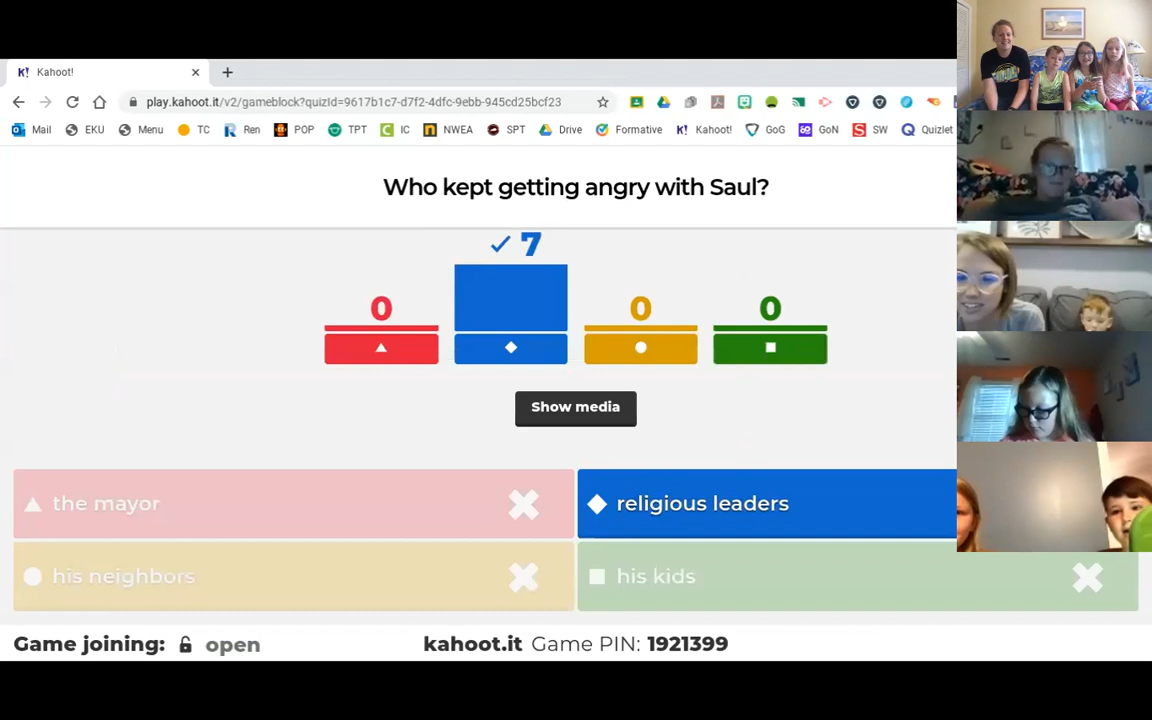 K! Kahoot! × +
play.kahoot.it/v2/gameblock?quizId=9617b1c7-d7f2-4dfc-9ebb-945cd25bcf23
Mail EKU Menu TC Ren POP TPT IC NWEA SPT Drive Formative K! Kahoot! GoG GoN SW Quizlet
Who kept getting angry with Saul?
0 7 0 0
Show media
the mayor
religious leaders
his neighbors
his kids
Game joining: open kahoot.it Game PIN: 1921399